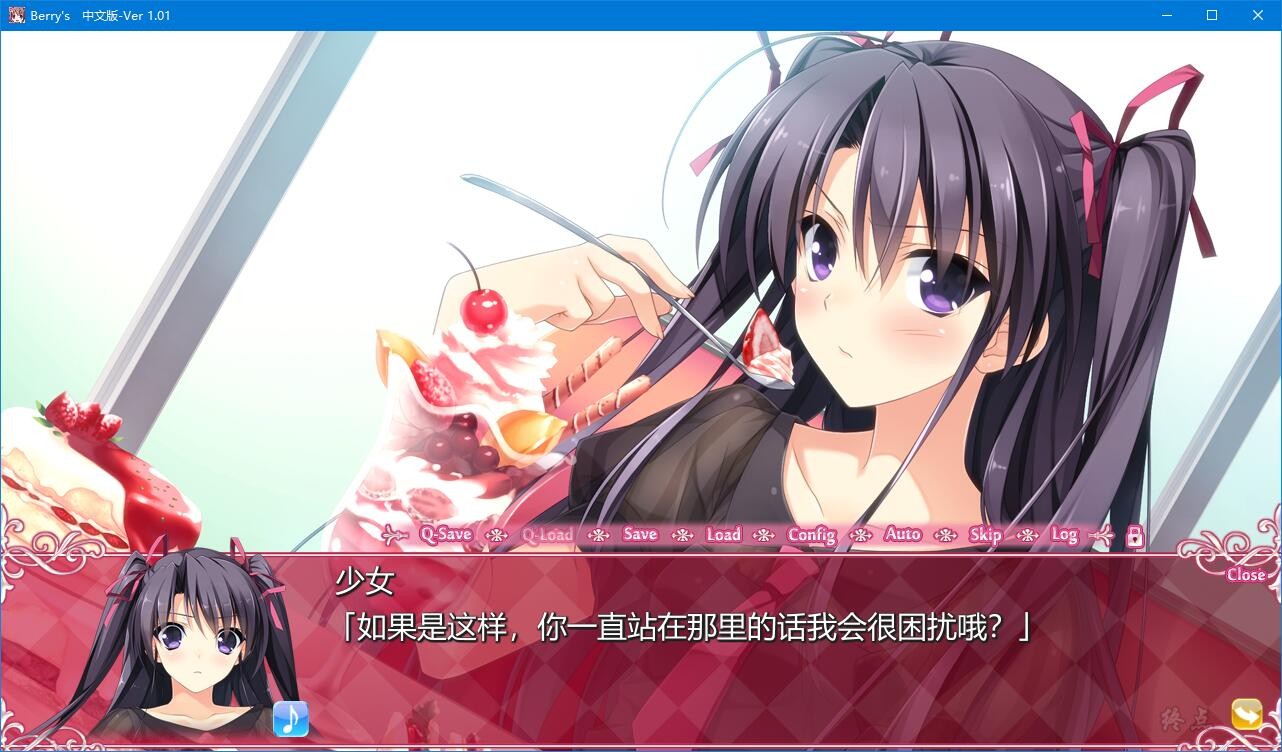 Berry's 中文版-Ver 1.01
Q-Save Q-Load Save Load Config Auto Skip Log
Close
少女
「如果是这样，你一直站在那里的话我会很困扰哦？」
终点